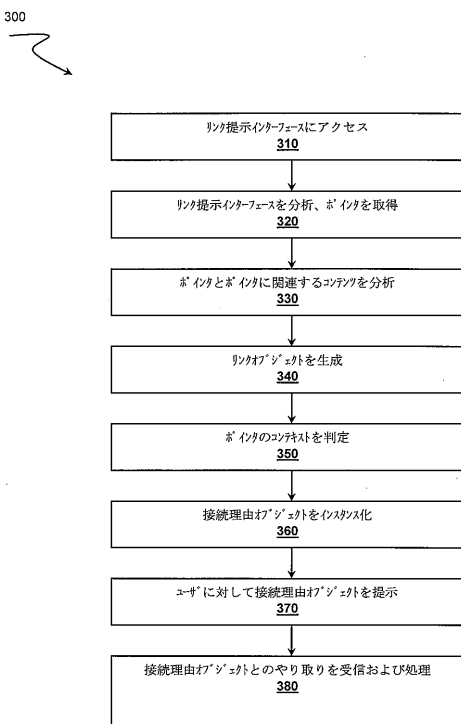 300
リンク提示インターフェースにアクセス
310
リンク提示インターフェースを分析、ポインタを取得
320
ポインタとポインタに関連するコンテンツを分析
330
リンクオブジェクトを生成
340
ポインタのコンテキストを判定
350
接続理由オブジェクトをインスタンス化
360
ユーザに対して接続理由オブジェクトを提示
370
接続理由オブジェクトとのやり取りを受信および処理
380